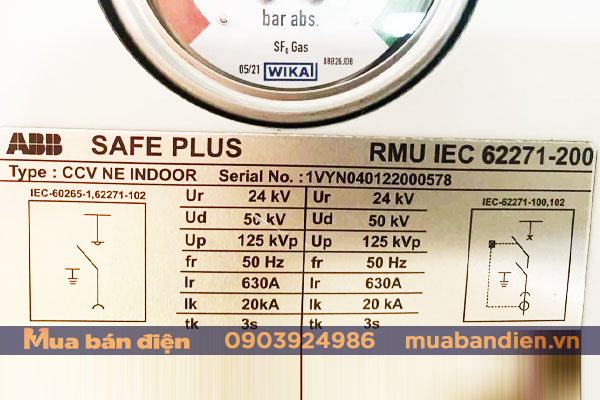 bar abs.
SF₆ Gas
05/21 WIKA 88026JDB
ABB SAFE PLUS RMU IEC 62271-200
Type : CCV NE INDOOR Serial No. :1VYN040122000578
IEC-60265-1,62271-102
Ur 24 kV Ur 24 kV
Ud 50 kV Ud 50 kV
Up 125 kVp Up 125 kVp
fr 50 Hz fr 50 Hz
Ir 630A Ir 630A
Ik 20kA Ik 20 kA
tk 3s tk 3s
IEC-62271-100,102
Mua bán điện 0903924986 muabandien.vn